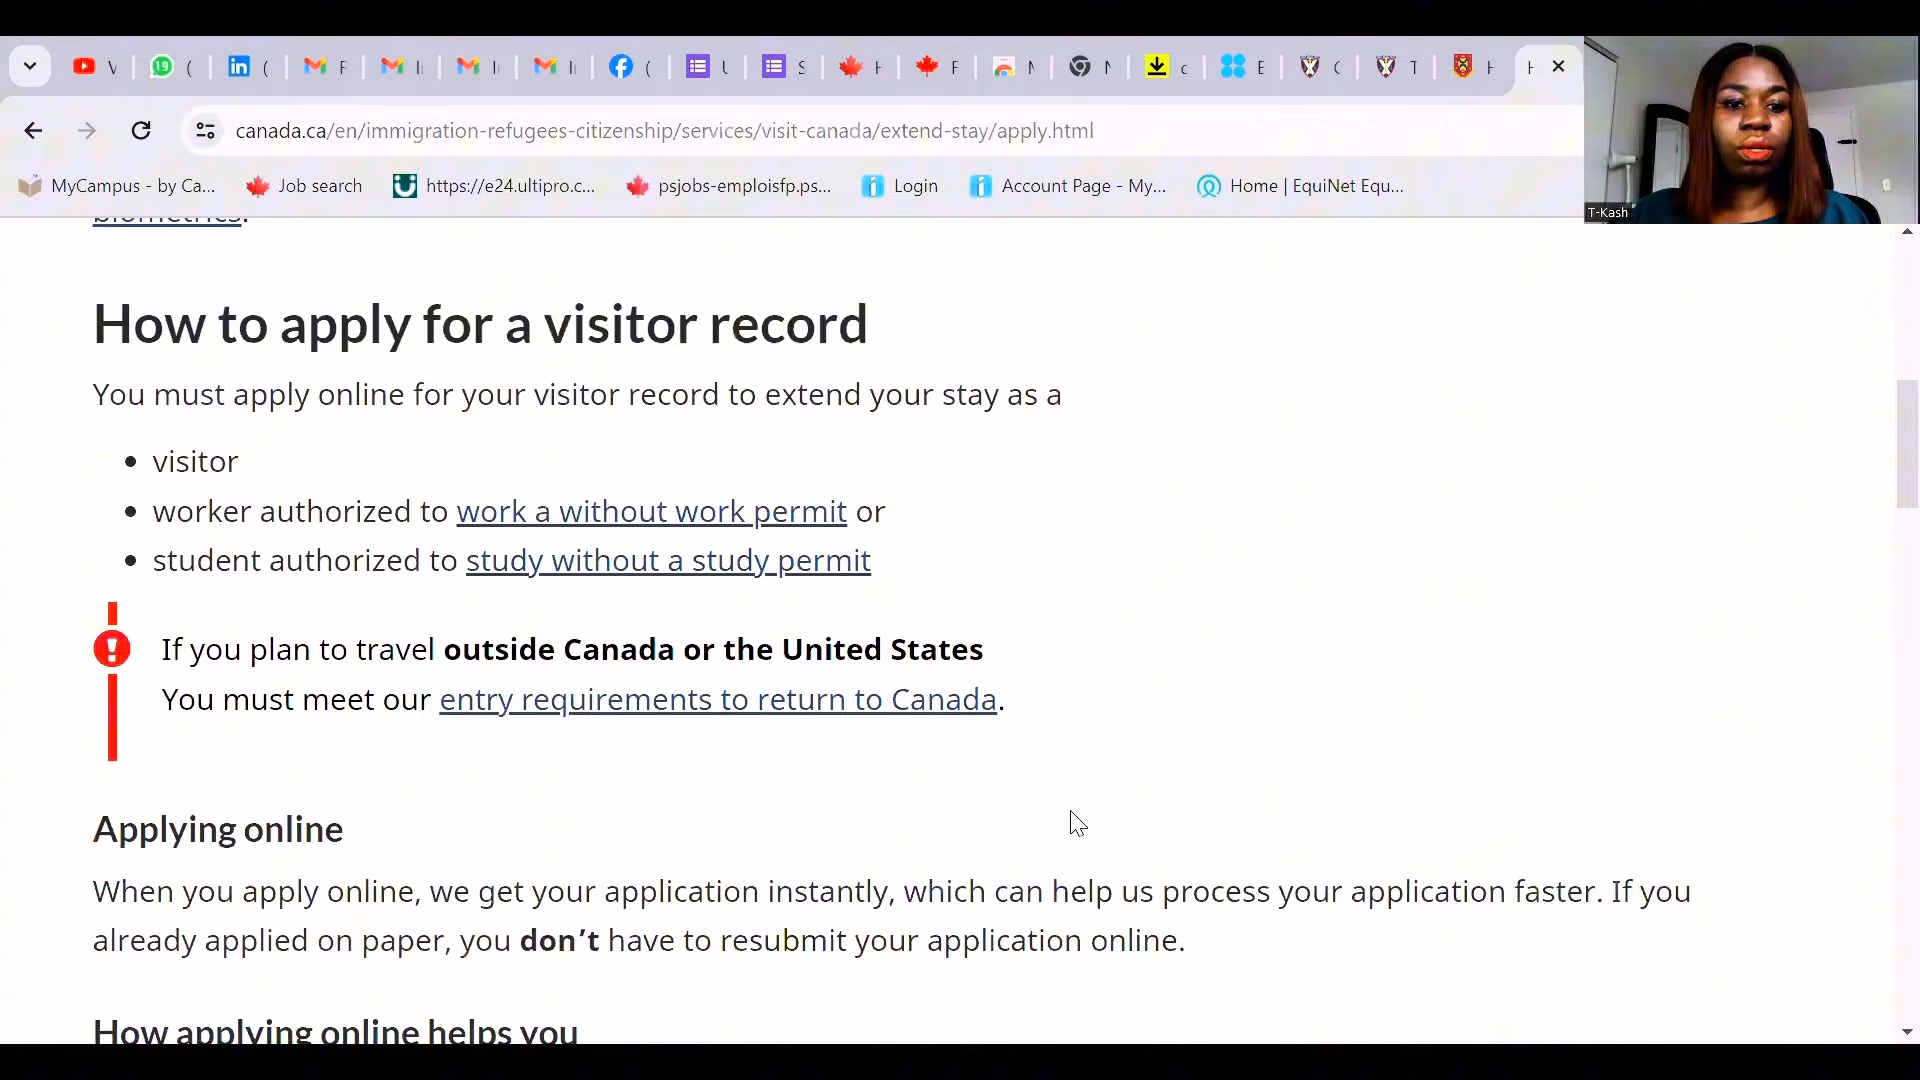 V
(
(
F
I
I
I
(
U
S
H
F
N
N
c
E
C
T
H
H
canada.ca/en/immigration-refugees-citizenship/services/visit-canada/extend-stay/apply.html
MyCampus - by Ca...
Job search
https://e24.ultipro.c...
psjobs-emploisfp.ps...
Login
Account Page - My...
Home | EquiNet Equ...
T-Kash
biometrics.
How to apply for a visitor record
You must apply online for your visitor record to extend your stay as a
• visitor
• worker authorized to work a without work permit or
• student authorized to study without a study permit
If you plan to travel outside Canada or the United States
You must meet our entry requirements to return to Canada.
Applying online
When you apply online, we get your application instantly, which can help us process your application faster. If you
already applied on paper, you don’t have to resubmit your application online.
How applying online helps you